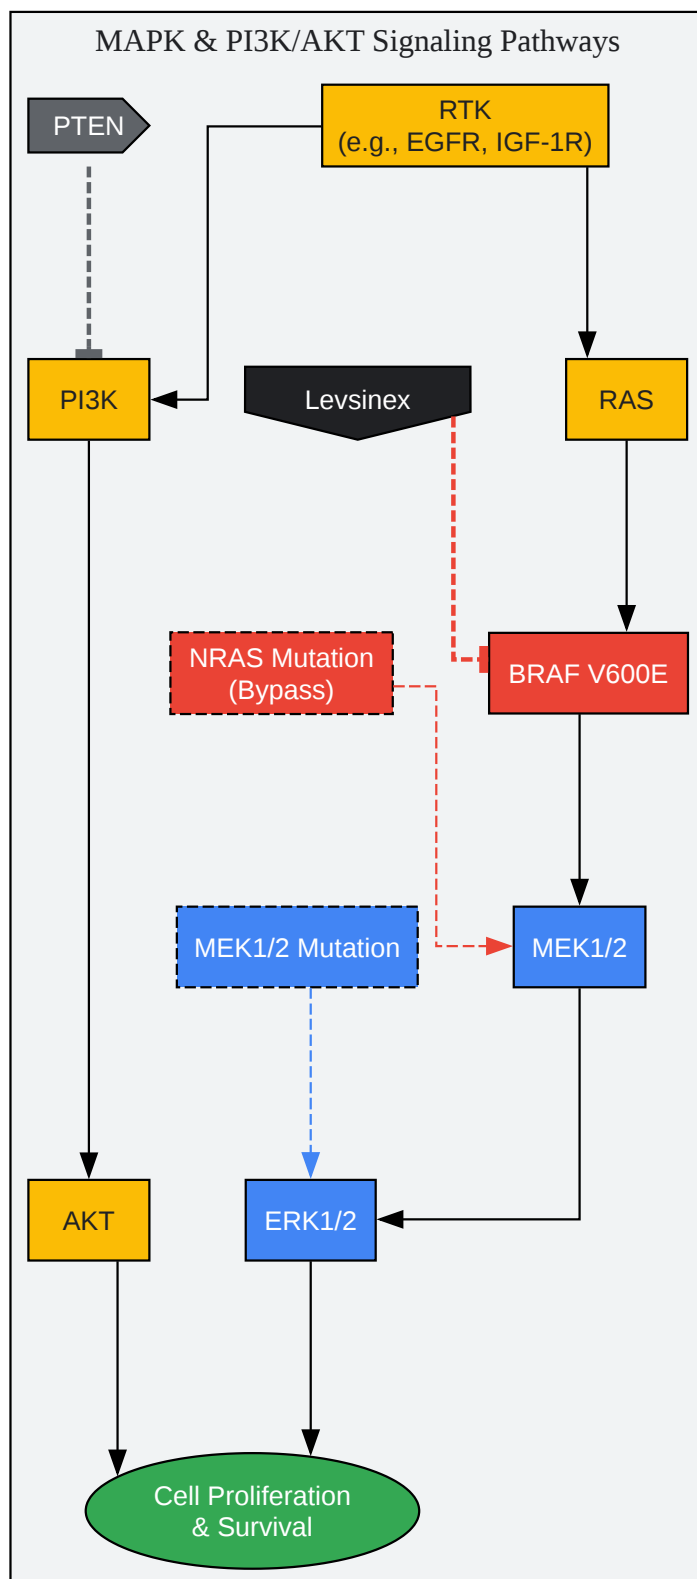 MAPK & PI3K/AKT Signaling Pathways
PTEN
RTK
(e.g., EGFR, IGF-1R)
PI3K
Levsinex
RAS
NRAS Mutation
(Bypass)
BRAF V600E
MEK1/2 Mutation
MEK1/2
AKT
ERK1/2
Cell Proliferation
& Survival